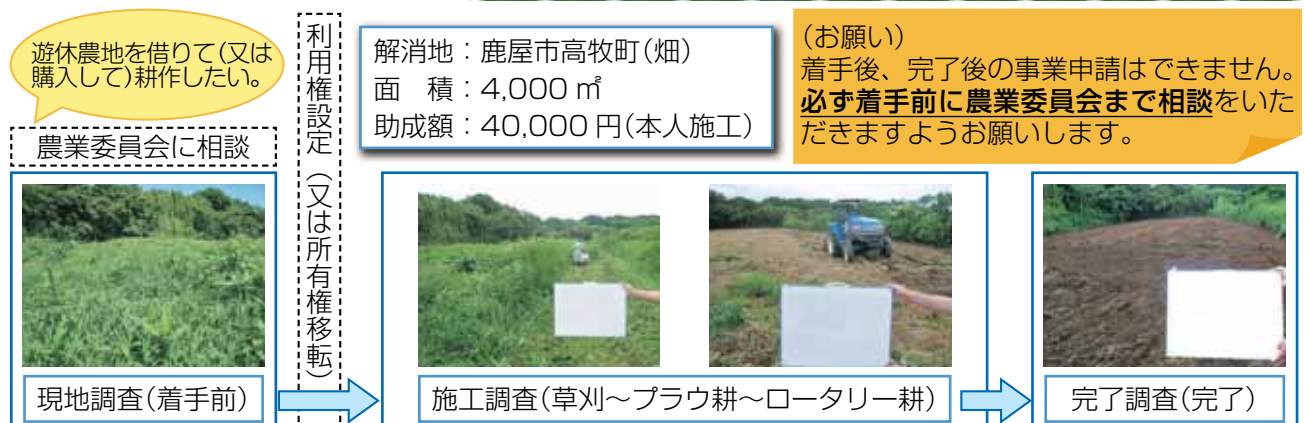 遊休農地を借りて(又は
購入して)耕作したい。
農業委員会に相談
利用権設定(又は所有権移転)
解消地：鹿屋市高牧町(畑)
面　積：4,000 ㎡
助成額：40,000 円(本人施工)
(お願い)
着手後、完了後の事業申請はできません。
必ず着手前に農業委員会まで相談をいた
だきますようお願いします。
現地調査(着手前)
施工調査(草刈～プラウ耕～ロータリー耕)
完了調査(完了)